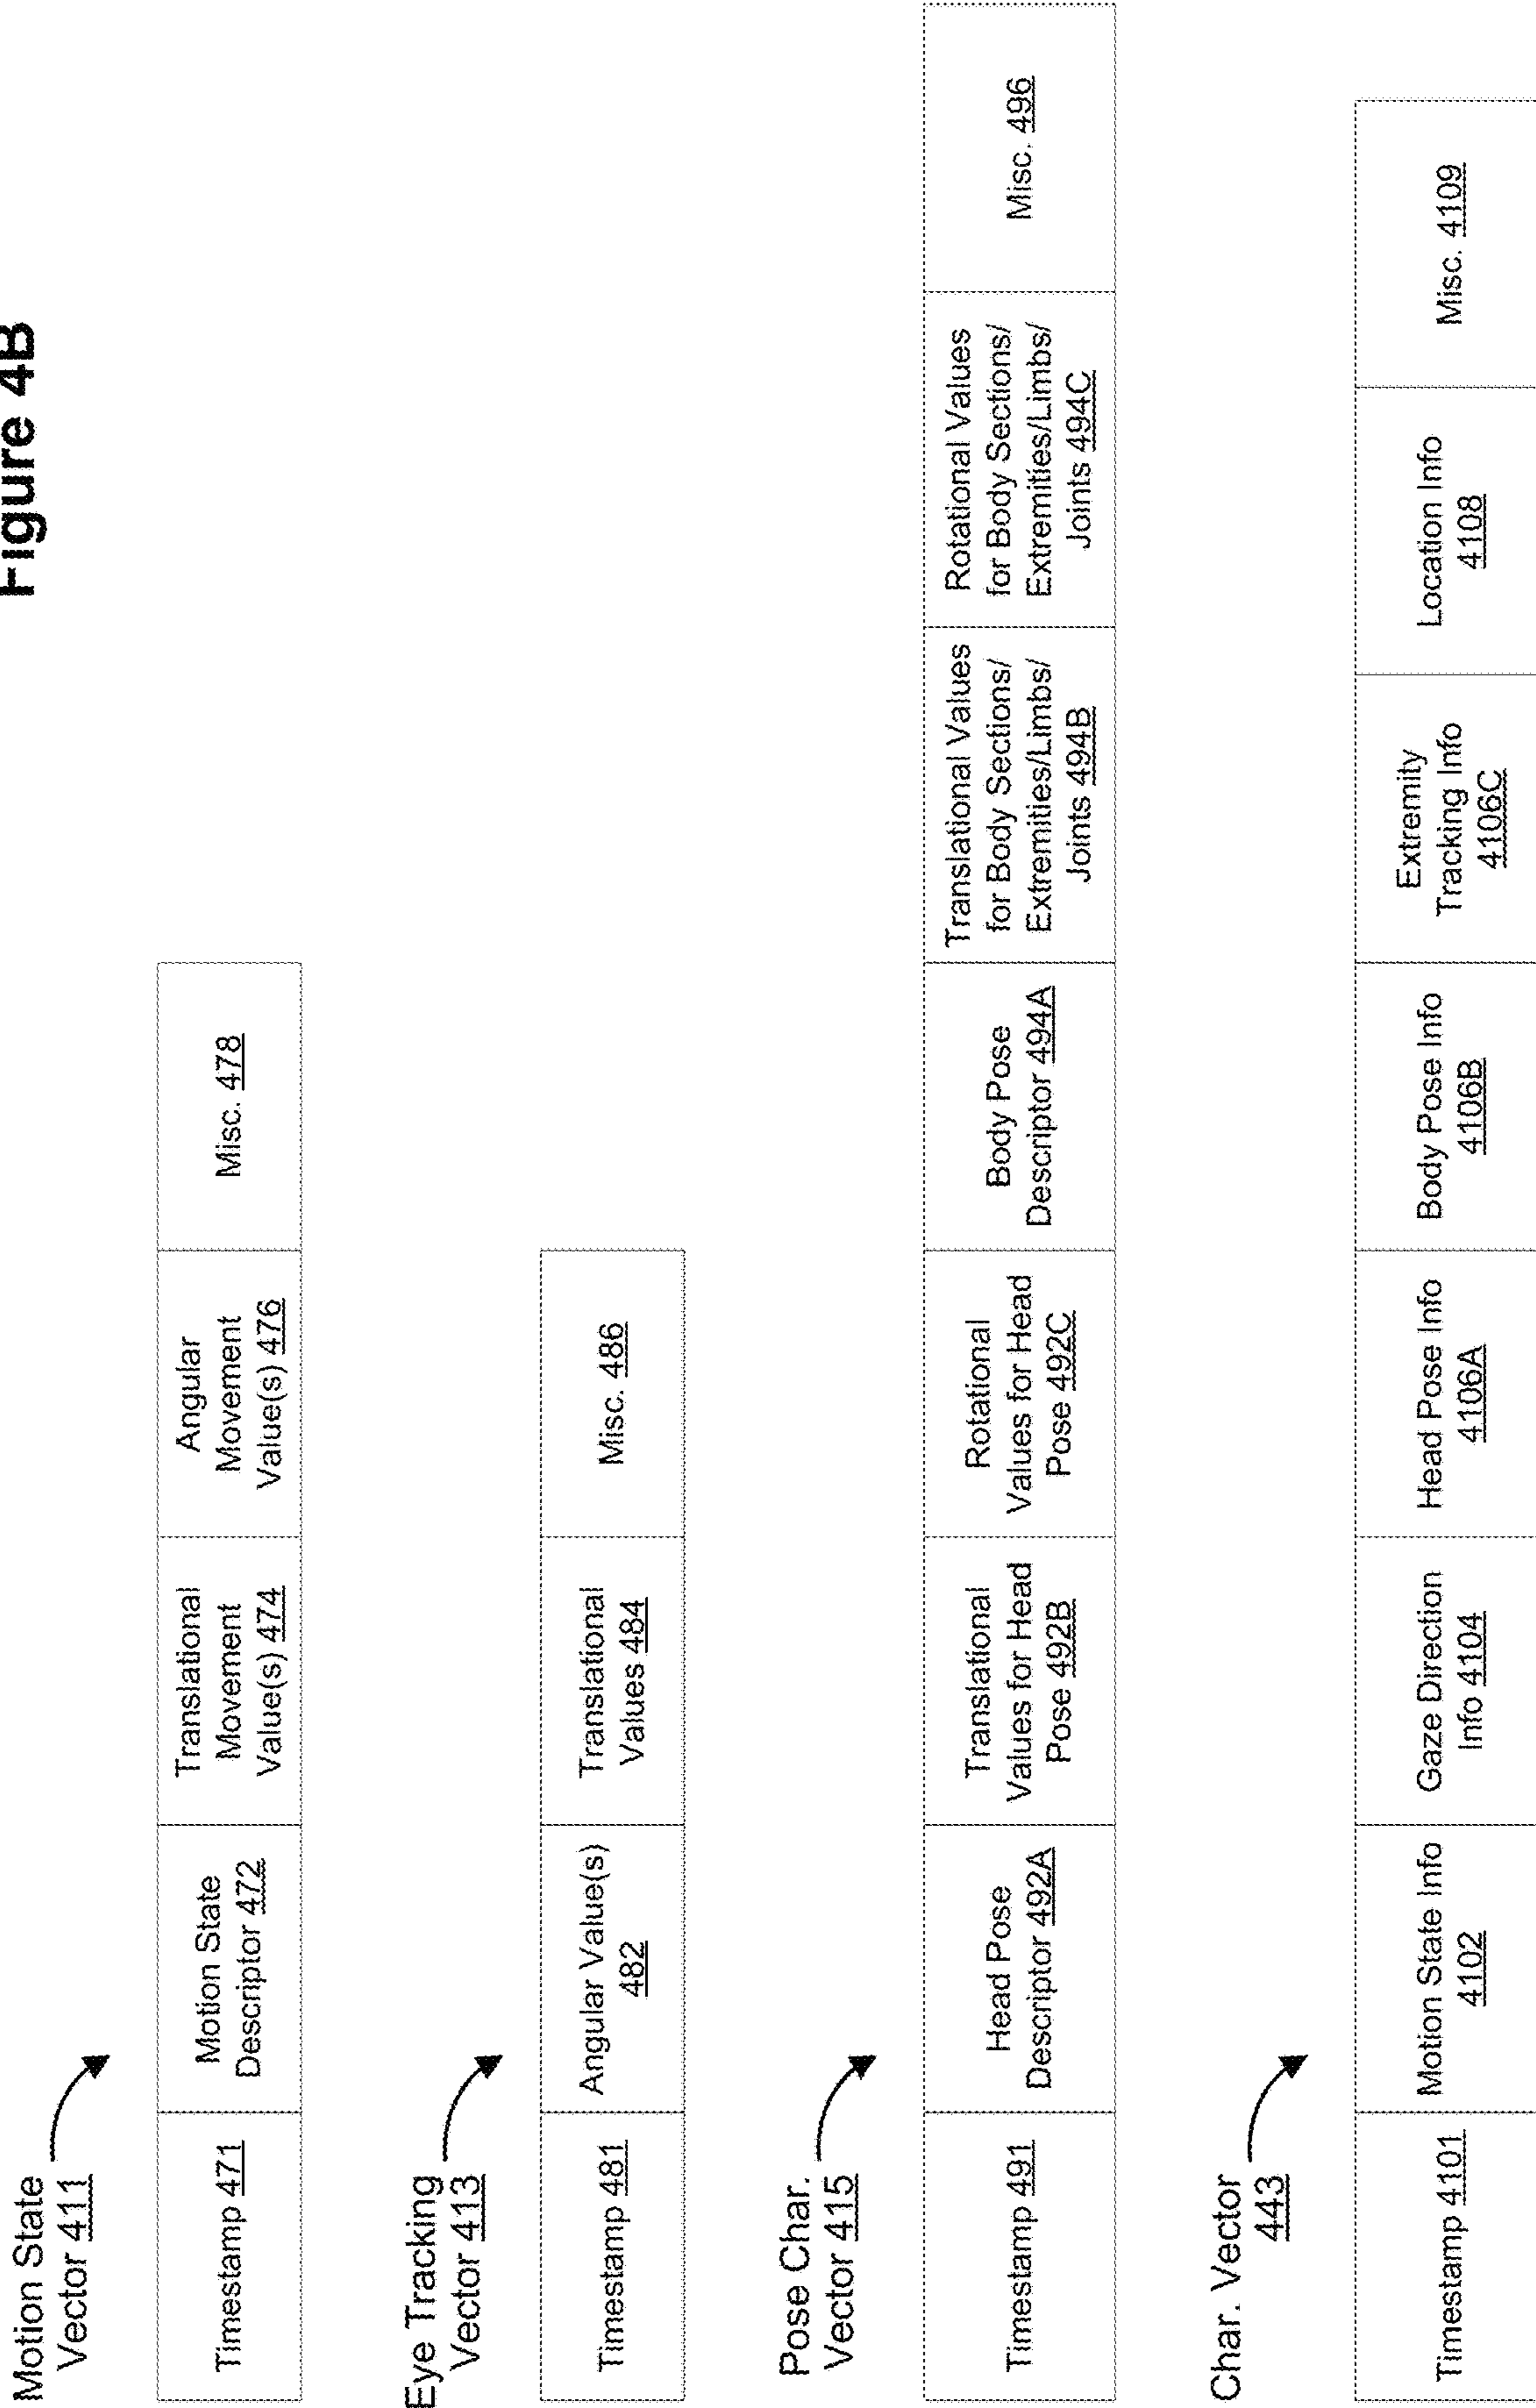 Figure 4B
Motion State
Vector 411
Timestamp 471
Motion State
Descriptor 472
Translational
Movement
Value(s) 474
Angular
Movement
Value(s) 476
Misc. 478
Eye Tracking
Vector 413
Timestamp 481
Angular Value(s)
482
Translational
Values 484
Misc. 486
Pose Char.
Vector 415
Timestamp 491
Head Pose
Descriptor 492A
Translational
Values for Head
Pose 492B
Rotational
Values for Head
Pose 492C
Body Pose
Descriptor 494A
Translational Values
for Body Sections/
Extremities/Limbs/
Joints 494B
Rotational Values
for Body Sections/
Extremities/Limbs/
Joints 494C
Misc. 496
Char. Vector
443
Timestamp 4101
Motion State Info
4102
Gaze Direction
Info 4104
Head Pose Info
4106A
Body Pose Info
4106B
Extremity
Tracking Info
4106C
Location Info
4108
Misc. 4109